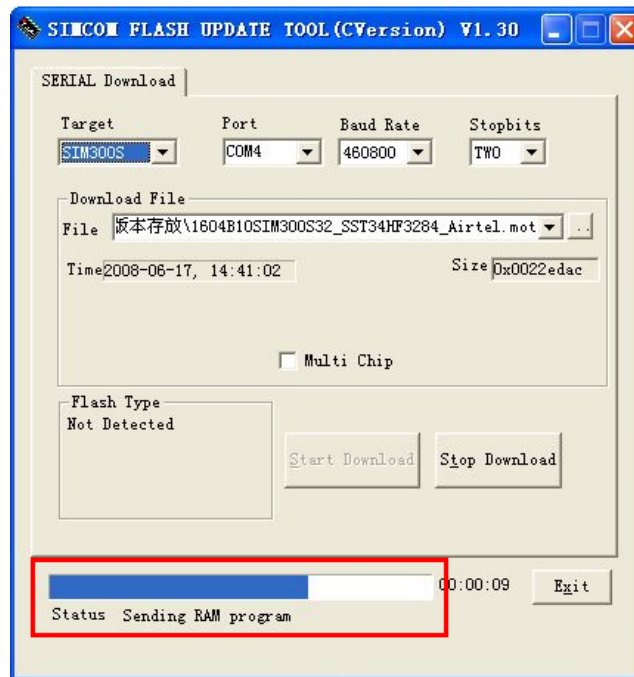 SIMCOM FLASH UPDATE TOOL(CVersion) V1.30
SERIAL Download
Target Port Baud Rate Stopbits
SIM300S COM4 460800 TWO
Download File
File 版本存放\1604B10SIM300S32_SST34HF3284_Airtel.mot ..
Time 2008-06-17, 14:41:02 Size 0x0022edac
Multi Chip
Flash Type
Not Detected
Start Download Stop Download
00:00:09 Exit
Status Sending RAM program